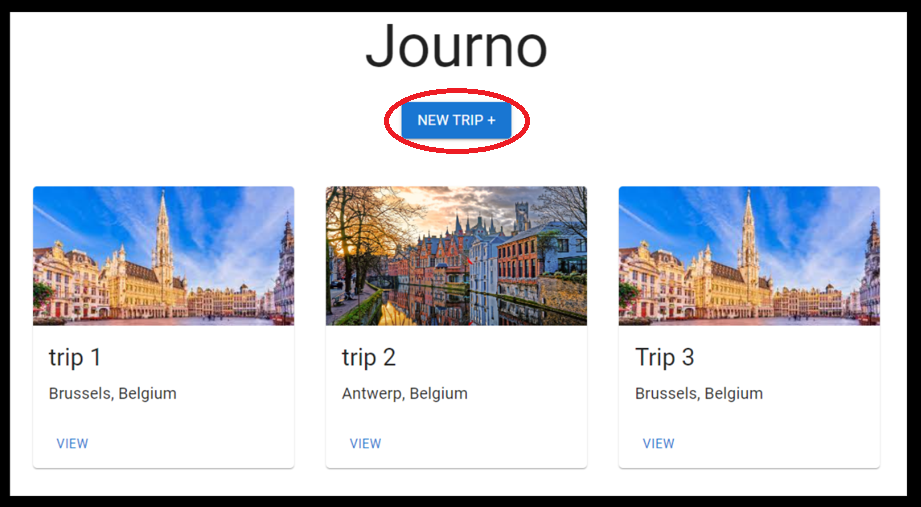 Journo
NEW TRIP +
trip 1
Brussels, Belgium
VIEW
trip 2
Antwerp, Belgium
VIEW
Trip 3
Brussels, Belgium
VIEW